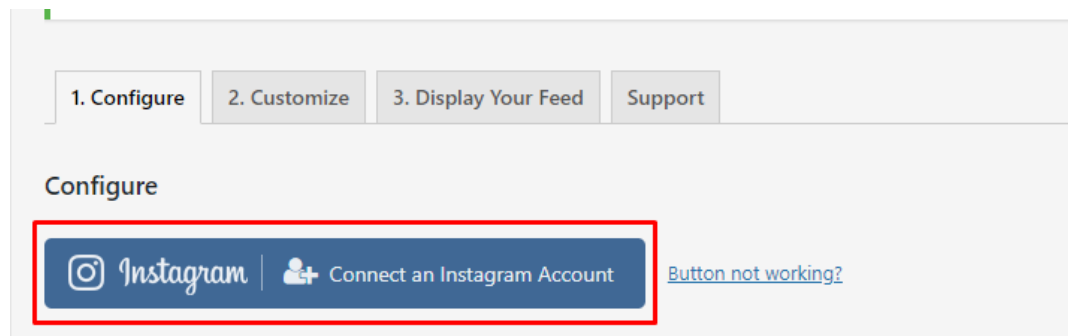 1. Configure 2. Customize 3. Display Your Feed Support
Configure
Instagram Connect an Instagram Account Button not working?